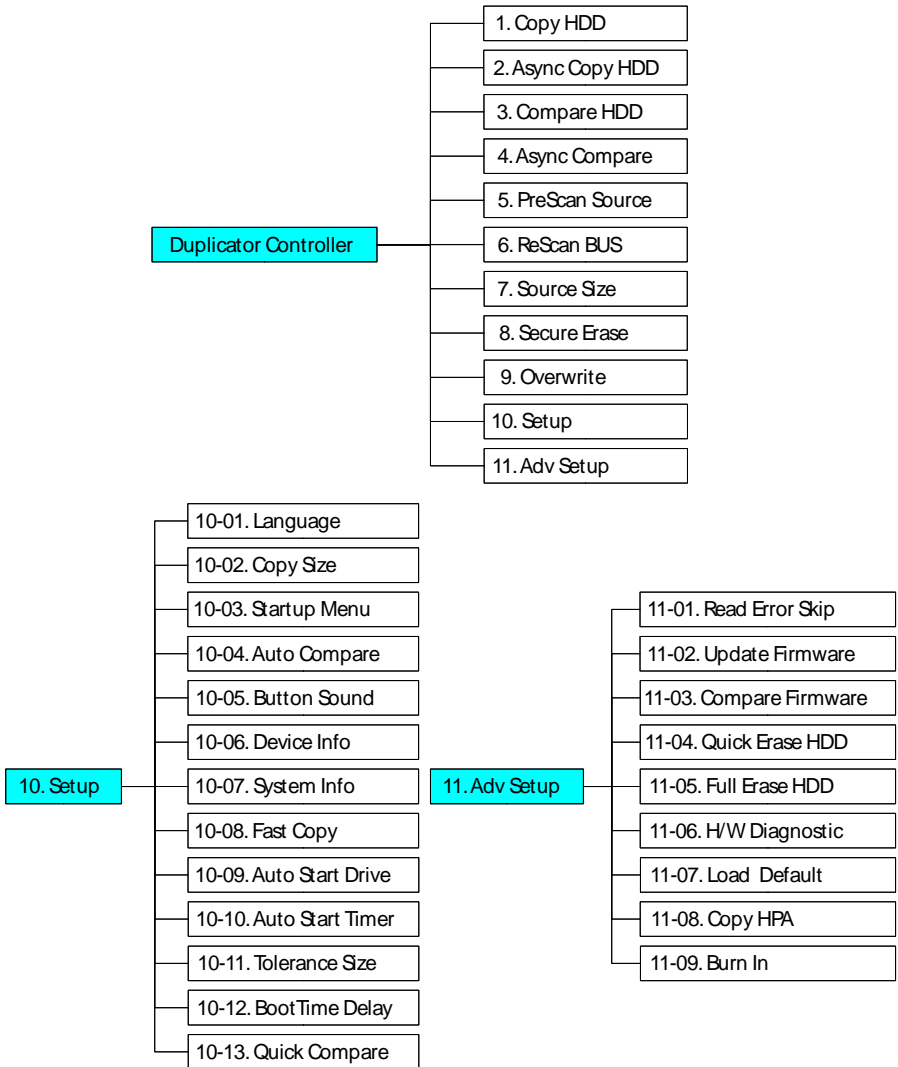 1. Copy HDD
2. Async Copy HDD
3. Compare HDD
4. Async Compare
5. PreScan Source
Duplicator Controller
6. ReScan BUS
7. Source Size
8. Secure Erase
9. Overwrite
10. Setup
11. Adv Setup
10-01. Language
10-02. Copy Size
10-03. Startup Menu
10-04. Auto Compare
10-05. Button Sound
10-06. Device Info
10. Setup
10-07. System Info
10-08. Fast Copy
10-09. Auto Start Drive
10-10. Auto Start Timer
10-11. Tolerance Size
10-12. BootTime Delay
10-13. Quick Compare
11-01. Read Error Skip
11-02. Update Firmware
11-03. Compare Firmware
11-04. Quick Erase HDD
11. Adv Setup
11-05. Full Erase HDD
11-06. H/W Diagnostic
11-07. Load Default
11-08. Copy HPA
11-09. Burn In